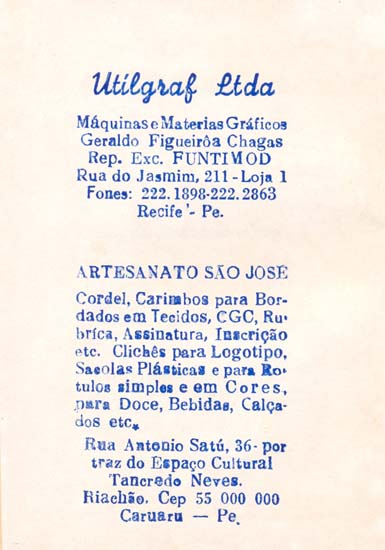 Utilgraf Ltda
Máquinas e Materias Gráficos
Geraldo Figueirôa Chagas
Rep. Exc. FUNTIMOD
Rua do Jasmim, 211 - Loja 1
Fones: 222.1898-222.2863
Recife - Pe.
ARTESANATO SÃO JOSÉ
Cordel, Carimbos para Bor-
dados em Tecidos, CGC, Ru-
brica, Assinatura, Inscrição
etc. Clichês para Logotipo,
Sacolas Plásticas e para Ro-
tulos simples e em Cores,
para Doce, Bebidas, Calça-
dos etc.
Rua Antonio Satú, 36- por
traz do Espaço Cultural
Tancredo Neves.
Riachão. Cep 55 000 000
Caruaru — Pe.